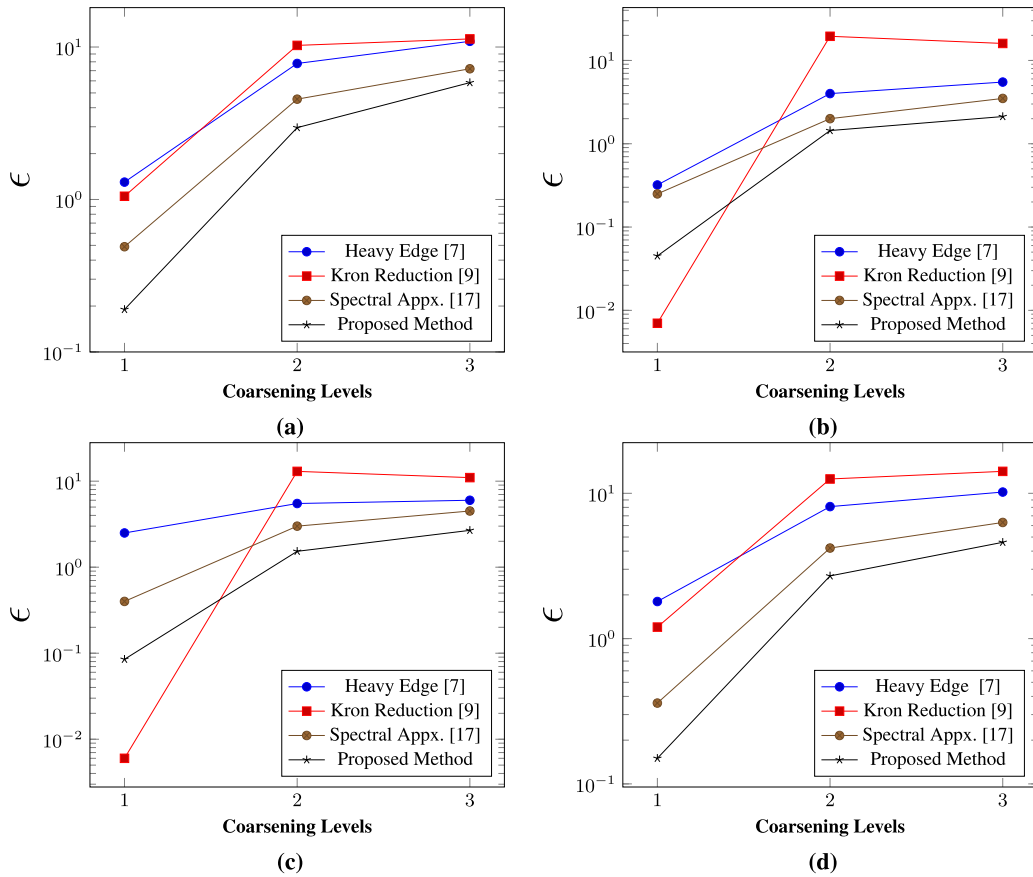 10^1
10^0
10^-1
ϵ
1 2 3
Heavy Edge [7]
Kron Reduction [9]
Spectral Appx. [17]
Proposed Method
Coarsening Levels
(a)
10^1
10^0
10^-1
10^-2
ϵ
1 2 3
Heavy Edge [7]
Kron Reduction [9]
Spectral Appx. [17]
Proposed Method
Coarsening Levels
(b)
10^1
10^0
10^-1
10^-2
ϵ
1 2 3
Heavy Edge [7]
Kron Reduction [9]
Spectral Appx. [17]
Proposed Method
Coarsening Levels
(c)
10^1
10^0
10^-1
ϵ
1 2 3
Heavy Edge [7]
Kron Reduction [9]
Spectral Appx. [17]
Proposed Method
Coarsening Levels
(d)